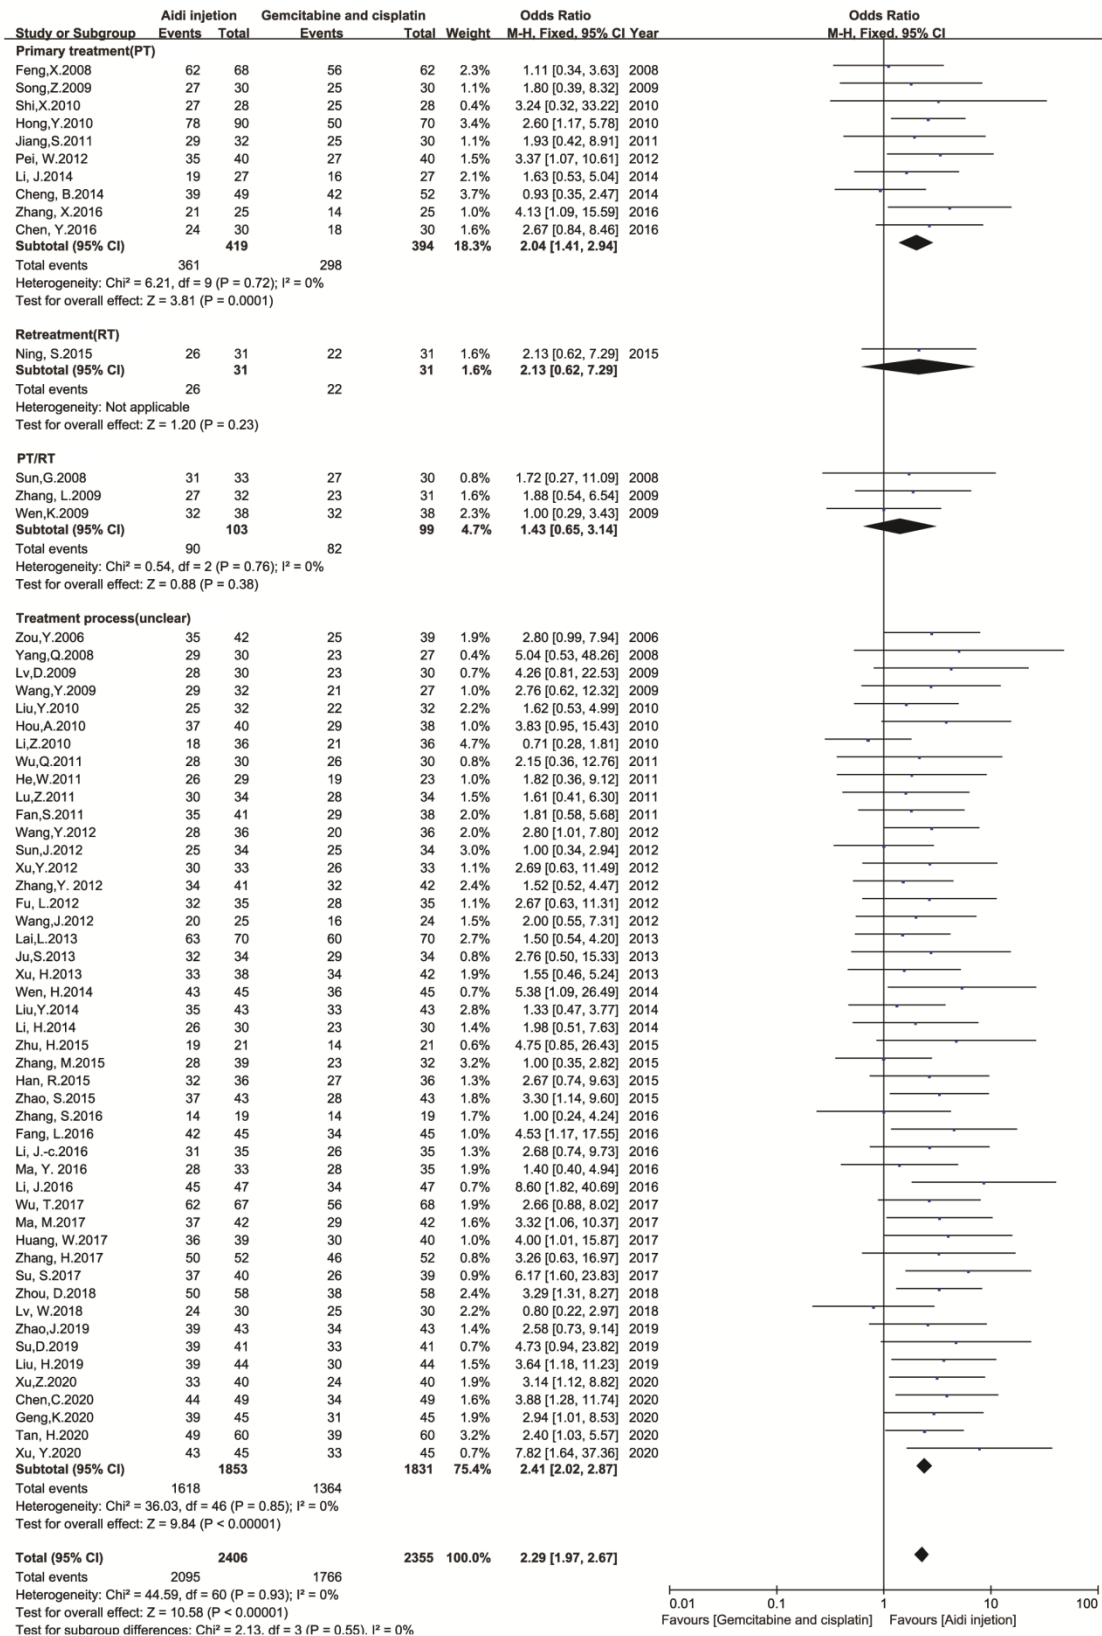 Aidi injetion Gemcitabine and cisplatin Odds Ratio Odds Ratio
Study or Subgroup Events Total Events Total Weight M-H, Fixed, 95% CI Year M-H, Fixed, 95% CI
Primary treatment(PT)
Feng,X.2008 62 68 56 62 2.3% 1.11 [0.34, 3.63] 2008
Song,Z.2009 27 30 25 30 1.1% 1.80 [0.39, 8.32] 2009
Shi,X.2010 27 28 25 28 0.4% 3.24 [0.32, 33.22] 2010
Hong,Y.2010 78 90 50 70 3.4% 2.60 [1.17, 5.78] 2010
Jiang,S.2011 29 32 25 30 1.1% 1.93 [0.42, 8.91] 2011
Pei, W.2012 35 40 27 40 1.5% 3.37 [1.07, 10.61] 2012
Li, J.2014 19 27 16 27 2.1% 1.63 [0.53, 5.04] 2014
Cheng, B.2014 39 49 42 52 3.7% 0.93 [0.35, 2.47] 2014
Zhang, X.2016 21 25 14 25 1.0% 4.13 [1.09, 15.59] 2016
Chen, Y.2016 24 30 18 30 1.6% 2.67 [0.84, 8.46] 2016
Subtotal (95% CI) 419 394 18.3% 2.04 [1.41, 2.94]
Total events 361 298
Heterogeneity: Chi² = 6.21, df = 9 (P = 0.72); I² = 0%
Test for overall effect: Z = 3.81 (P = 0.0001)
Retreatment(RT)
Ning, S.2015 26 31 22 31 1.6% 2.13 [0.62, 7.29] 2015
Subtotal (95% CI) 31 31 1.6% 2.13 [0.62, 7.29]
Total events 26 22
Heterogeneity: Not applicable
Test for overall effect: Z = 1.20 (P = 0.23)
PT/RT
Sun,G.2008 31 33 27 30 0.8% 1.72 [0.27, 11.09] 2008
Zhang, L.2009 27 32 23 31 1.6% 1.88 [0.54, 6.54] 2009
Wen,K.2009 32 38 32 38 2.3% 1.00 [0.29, 3.43] 2009
Subtotal (95% CI) 103 99 4.7% 1.43 [0.65, 3.14]
Total events 90 82
Heterogeneity: Chi² = 0.54, df = 2 (P = 0.76); I² = 0%
Test for overall effect: Z = 0.88 (P = 0.38)
Treatment process(unclear)
Zou,Y.2006 35 42 25 39 1.9% 2.80 [0.99, 7.94] 2006
Yang,Q.2008 29 30 23 27 0.4% 5.04 [0.53, 48.26] 2008
Lv,D.2009 28 30 23 30 0.7% 4.26 [0.81, 22.53] 2009
Wang,Y.2009 29 32 21 27 1.0% 2.76 [0.62, 12.32] 2009
Liu,Y.2010 25 32 22 32 2.2% 1.62 [0.53, 4.99] 2010
Hou,A.2010 37 40 29 38 1.0% 3.83 [0.95, 15.43] 2010
Li,Z.2010 18 36 21 36 4.7% 0.71 [0.28, 1.81] 2010
Wu,Q.2011 28 30 26 30 0.8% 2.15 [0.36, 12.76] 2011
He,W.2011 26 29 19 23 1.0% 1.82 [0.36, 9.12] 2011
Lu,Z.2011 30 34 28 34 1.5% 1.61 [0.41, 6.30] 2011
Fan,S.2011 35 41 29 38 2.0% 1.81 [0.58, 5.68] 2011
Wang,Y.2012 28 36 20 36 2.0% 2.80 [1.01, 7.80] 2012
Sun,J.2012 25 34 25 34 3.0% 1.00 [0.34, 2.94] 2012
Xu,Y.2012 30 33 26 33 1.1% 2.69 [0.63, 11.49] 2012
Zhang,Y. 2012 34 41 32 42 2.4% 1.52 [0.52, 4.47] 2012
Fu, L.2012 32 35 28 35 1.1% 2.67 [0.63, 11.31] 2012
Wang,J.2012 20 25 16 24 1.5% 2.00 [0.55, 7.31] 2012
Lai,L.2013 63 70 60 70 2.7% 1.50 [0.54, 4.20] 2013
Ju,S.2013 32 34 29 34 0.8% 2.76 [0.50, 15.33] 2013
Xu, H.2013 33 38 34 42 1.9% 1.55 [0.46, 5.24] 2013
Wen, H.2014 43 45 36 45 0.7% 5.38 [1.09, 26.49] 2014
Liu,Y.2014 35 43 33 43 2.8% 1.33 [0.47, 3.77] 2014
Li, H.2014 26 30 23 30 1.4% 1.98 [0.51, 7.63] 2014
Zhu, H.2015 19 21 14 21 0.6% 4.75 [0.85, 26.43] 2015
Zhang, M.2015 28 39 23 32 3.2% 1.00 [0.35, 2.82] 2015
Han, R.2015 32 36 27 36 1.3% 2.67 [0.74, 9.63] 2015
Zhao, S.2015 37 43 28 43 1.8% 3.30 [1.14, 9.60] 2015
Zhang, S.2016 14 19 14 19 1.7% 1.00 [0.24, 4.24] 2016
Fang, L.2016 42 45 34 45 1.0% 4.53 [1.17, 17.55] 2016
Li, J.-c.2016 31 35 26 35 1.3% 2.68 [0.74, 9.73] 2016
Ma, Y. 2016 28 33 28 35 1.9% 1.40 [0.40, 4.94] 2016
Li, J.2016 45 47 34 47 0.7% 8.60 [1.82, 40.69] 2016
Wu, T.2017 62 67 56 68 1.9% 2.66 [0.88, 8.02] 2017
Ma, M.2017 37 42 29 42 1.6% 3.32 [1.06, 10.37] 2017
Huang, W.2017 36 39 30 40 1.0% 4.00 [1.01, 15.87] 2017
Zhang, H.2017 50 52 46 52 0.8% 3.26 [0.63, 16.97] 2017
Su, S.2017 37 40 26 39 0.9% 6.17 [1.60, 23.83] 2017
Zhou, D.2018 50 58 38 58 2.4% 3.29 [1.31, 8.27] 2018
Lv, W.2018 24 30 25 30 2.2% 0.80 [0.22, 2.97] 2018
Zhao,J.2019 39 43 34 43 1.4% 2.58 [0.73, 9.14] 2019
Su,D.2019 39 41 33 41 0.7% 4.73 [0.94, 23.82] 2019
Liu, H.2019 39 44 30 44 1.5% 3.64 [1.18, 11.23] 2019
Xu,Z.2020 33 40 24 40 1.9% 3.14 [1.12, 8.82] 2020
Chen,C.2020 44 49 34 49 1.5% 3.88 [1.28, 11.74] 2020
Geng,K.2020 39 45 31 45 1.9% 2.94 [1.01, 8.53] 2020
Tan, H.2020 49 60 39 60 3.2% 2.40 [1.03, 5.57] 2020
Xu, Y.2020 43 45 33 45 0.7% 7.82 [1.64, 37.36] 2020
Subtotal (95% CI) 1853 1831 75.4% 2.41 [2.02, 2.87]
Total events 1618 1364
Heterogeneity: Chi² = 36.03, df = 46 (P = 0.85); I² = 0%
Test for overall effect: Z = 9.84 (P < 0.00001)
Total (95% CI) 2406 2355 100.0% 2.29 [1.97, 2.67]
Total events 2095 1766
Heterogeneity: Chi² = 44.59, df = 60 (P = 0.93); I² = 0%
Test for overall effect: Z = 10.58 (P < 0.00001)
Test for subgroup differences: Chi² = 2.13, df = 3 (P = 0.55), I² = 0%
0.01 0.1 1 10 100
Favours [Gemcitabine and cisplatin] Favours [Aidi injetion]